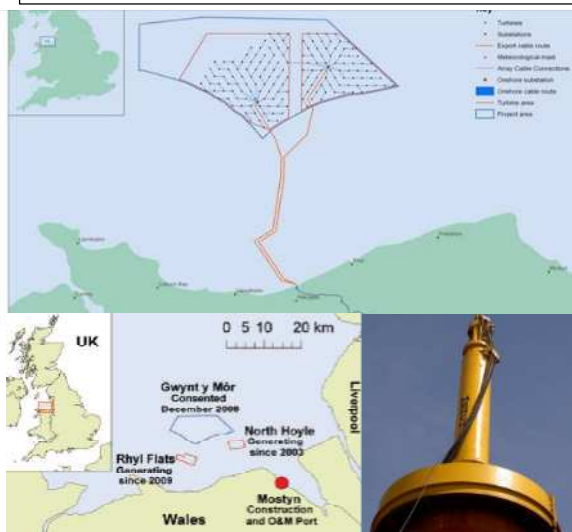 Turbines
Substations
Export cable route
Meteorological mast
Array Cable Connections
Onshore substation
Onshore cable route
Turbine area
Project area
UK
0 5 10 20 km
Gwynt y Môr
Consented
December 2008
North Hoyle
Generating
since 2003
Rhyl Flats
Generating
since 2009
Liverpool
Mostyn
Construction
and O&M Port
Wales